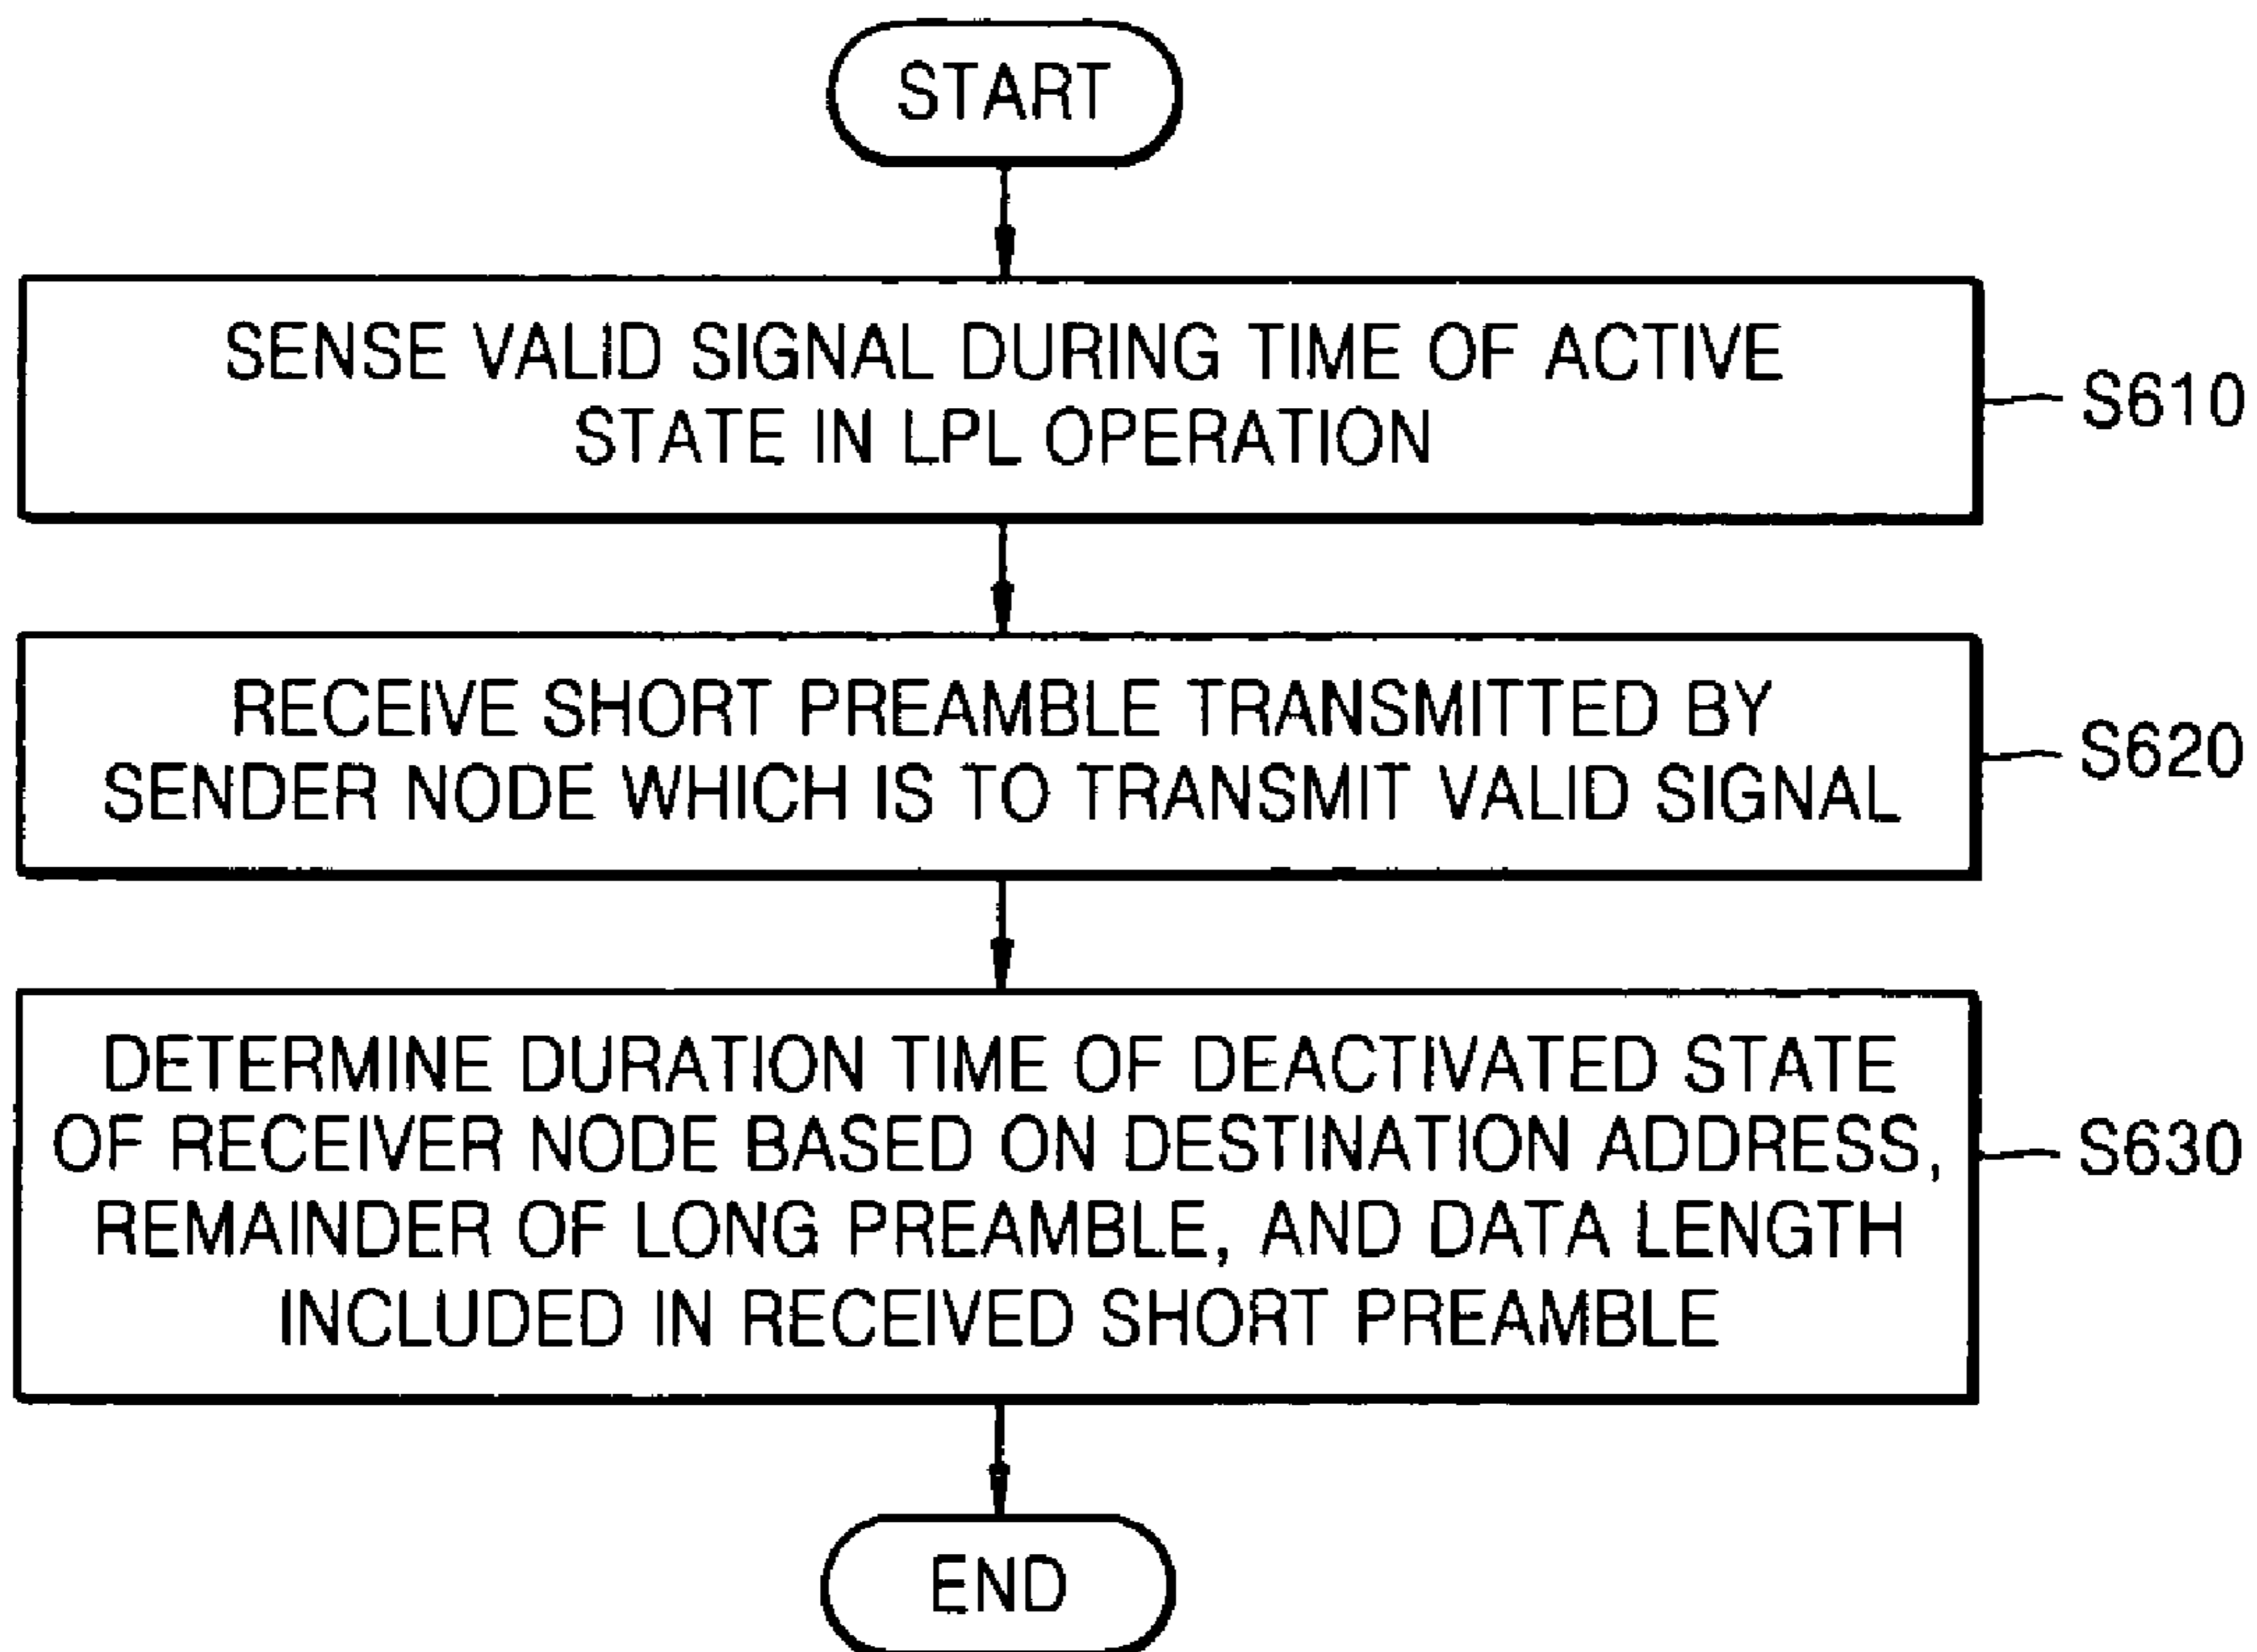 START
SENSE VALID SIGNAL DURING TIME OF ACTIVE
STATE IN LPL OPERATION
S610
RECEIVE SHORT PREAMBLE TRANSMITTED BY
SENDER NODE WHICH IS TO TRANSMIT VALID SIGNAL
S620
DETERMINE DURATION TIME OF DEACTIVATED STATE
OF RECEIVER NODE BASED ON DESTINATION ADDRESS,
REMAINDER OF LONG PREAMBLE, AND DATA LENGTH
INCLUDED IN RECEIVED SHORT PREAMBLE
S630
END